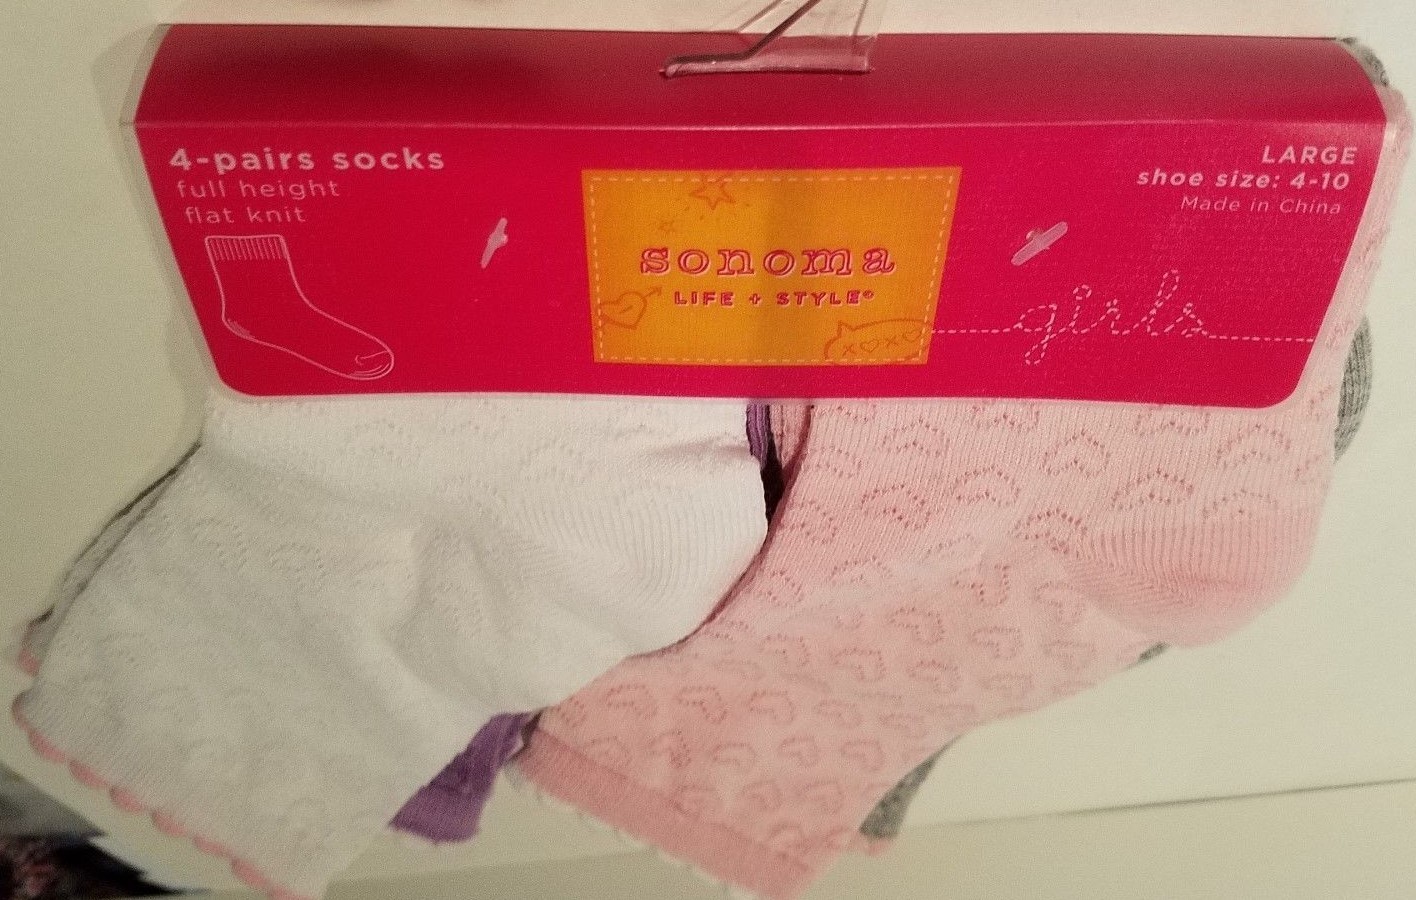 4-pairs socks
full height
flat knit
LARGE
shoe size: 4-10
Made in China
sonoma
LIFE + STYLE®
xoxo
girls